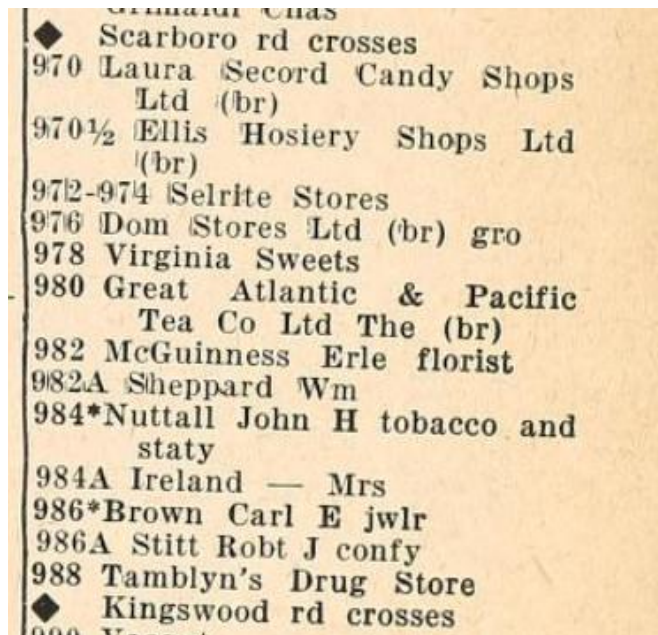 Grimaldi Chas
◆ Scarboro rd crosses
970 Laura Secord Candy Shops
Ltd (br)
970½ Ellis Hosiery Shops Ltd
(br)
972-974 Selrite Stores
976 Dom Stores Ltd (br) gro
978 Virginia Sweets
980 Great Atlantic & Pacific
Tea Co Ltd The (br)
982 McGuinness Erle florist
982A Sheppard Wm
984*Nuttall John H tobacco and
staty
984A Ireland — Mrs
986*Brown Carl E jwlr
986A Stitt Robt J confy
988 Tamblyn's Drug Store
◆ Kingswood rd crosses